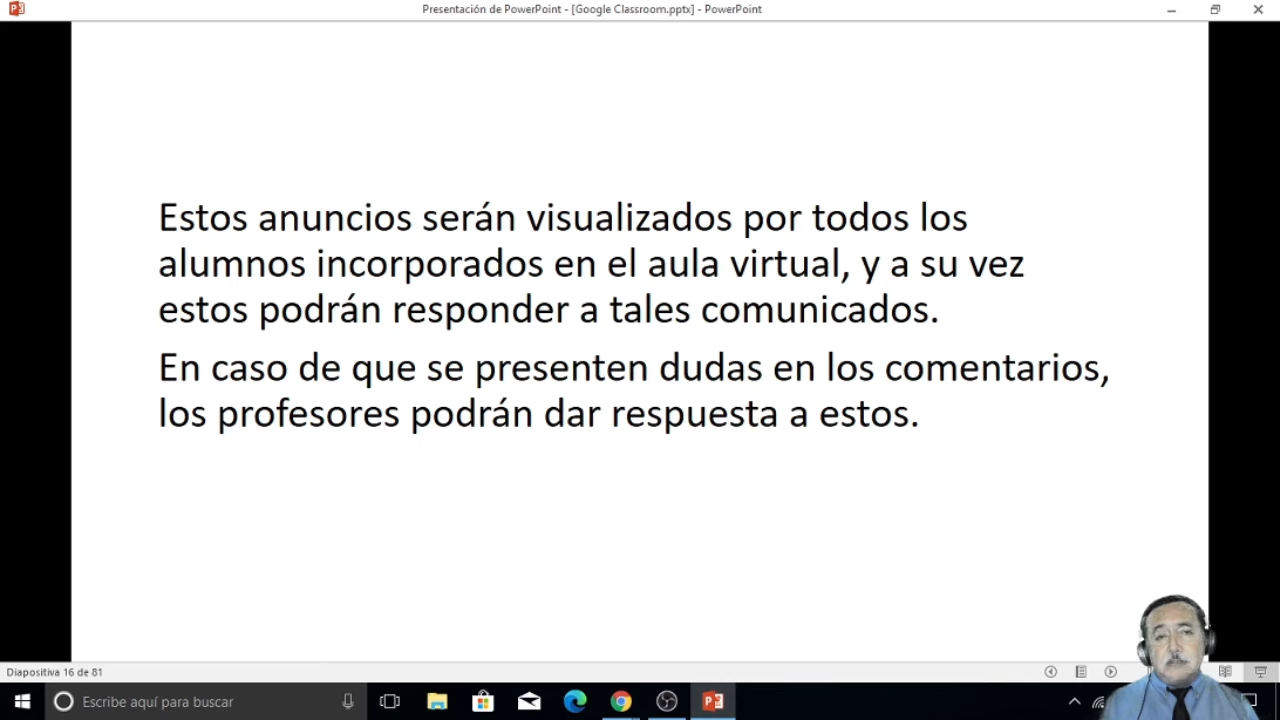 Presentación de PowerPoint - [Google Classroom.pptx] - PowerPoint
Estos anuncios serán visualizados por todos los
alumnos incorporados en el aula virtual, y a su vez
estos podrán responder a tales comunicados.
En caso de que se presenten dudas en los comentarios,
los profesores podrán dar respuesta a estos.
Diapositiva 16 de 81
Escribe aquí para buscar